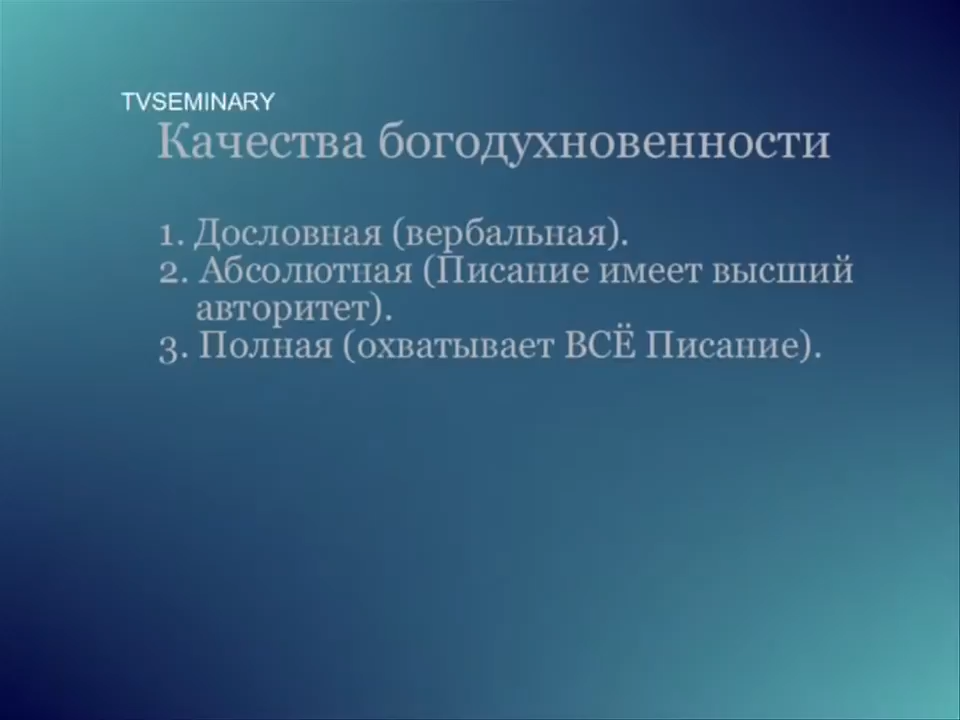 TVSEMINARY
Качества богодухновенности
1. Дословная (вербальная).
2. Абсолютная (Писание имеет высший
авторитет).
3. Полная (охватывает ВСЁ Писание).